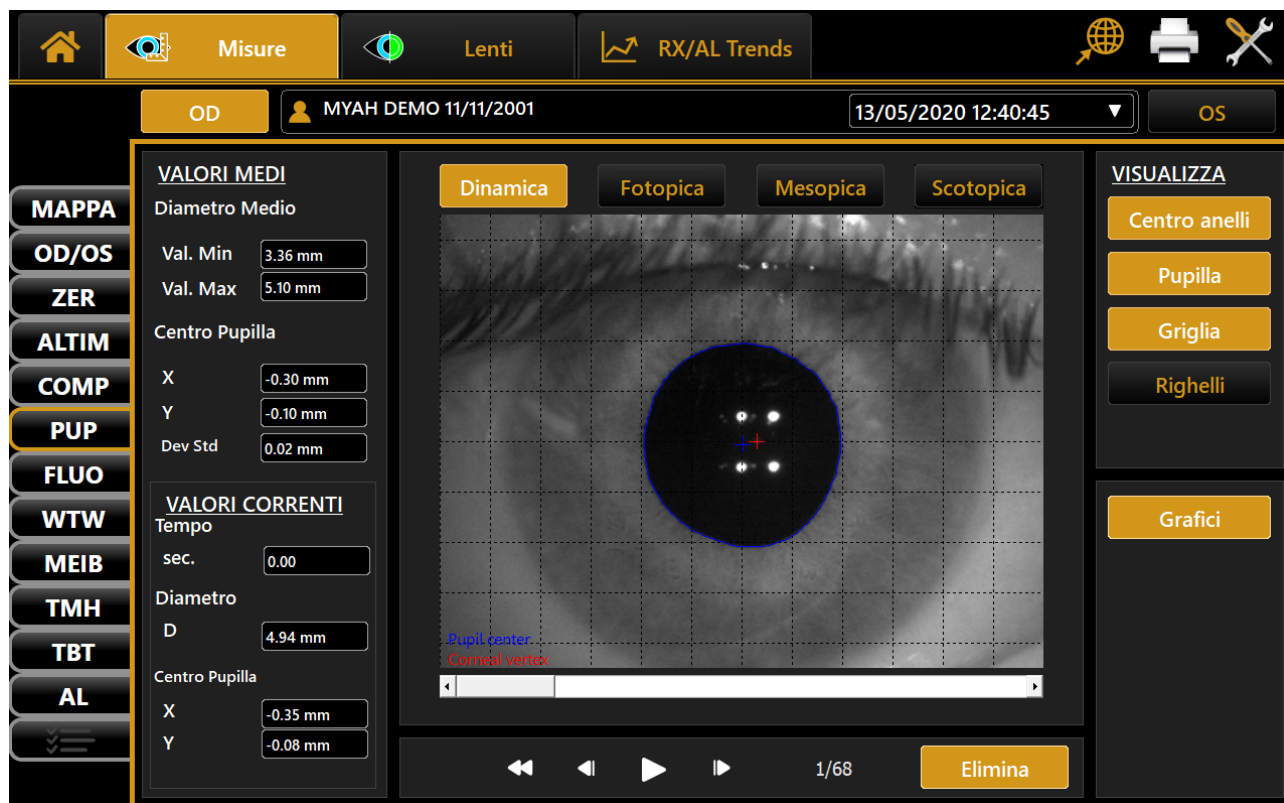 Misure
Lenti
RX/AL Trends
OD
MYAH DEMO 11/11/2001
13/05/2020 12:40:45
OS
MAPPA
OD/OS
ZER
ALTIM
COMP
PUP
FLUO
WTW
MEIB
TMH
TBT
AL
VALORI MEDI
Diametro Medio
Val. Min 3.36 mm
Val. Max 5.10 mm
Centro Pupilla
X -0.30 mm
Y -0.10 mm
Dev Std 0.02 mm
VALORI CORRENTI
Tempo
sec. 0.00
Diametro
D 4.94 mm
Centro Pupilla
X -0.35 mm
Y -0.08 mm
Dinamica
Fotopica
Mesopica
Scotopica
Pupil center
Corneal vertex
1/68
Elimina
VISUALIZZA
Centro anelli
Pupilla
Griglia
Righelli
Grafici